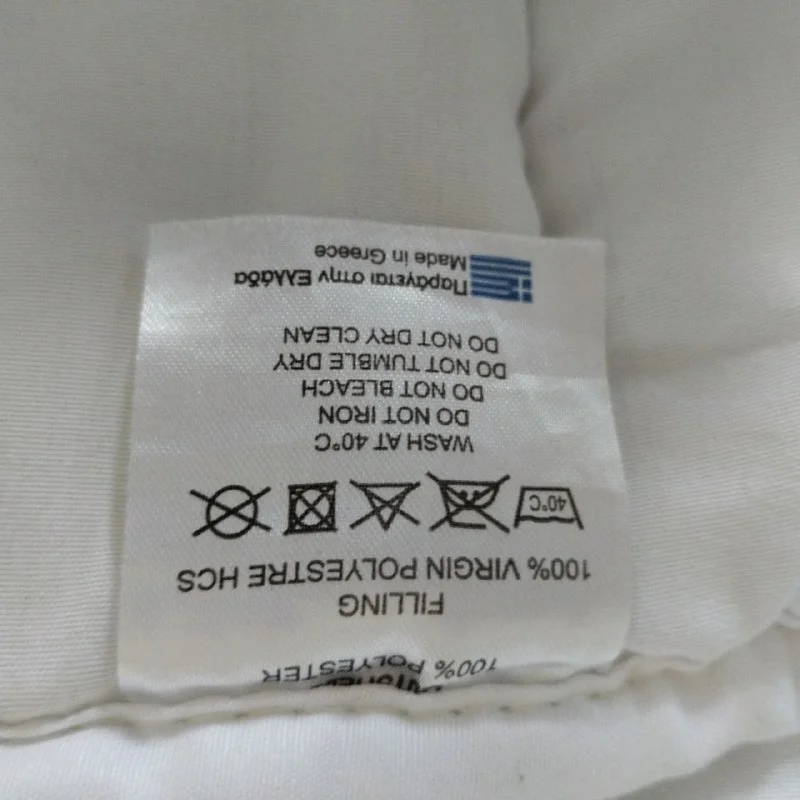 100% POLYESTER
FILLING
100% VIRGIN POLYESTRE HCS
40°C
WASH AT 40°C
DO NOT IRON
DO NOT BLEACH
DO NOT TUMBLE DRY
DO NOT DRY CLEAN
Παράγεται στην Ελλάδα
Made in Greece